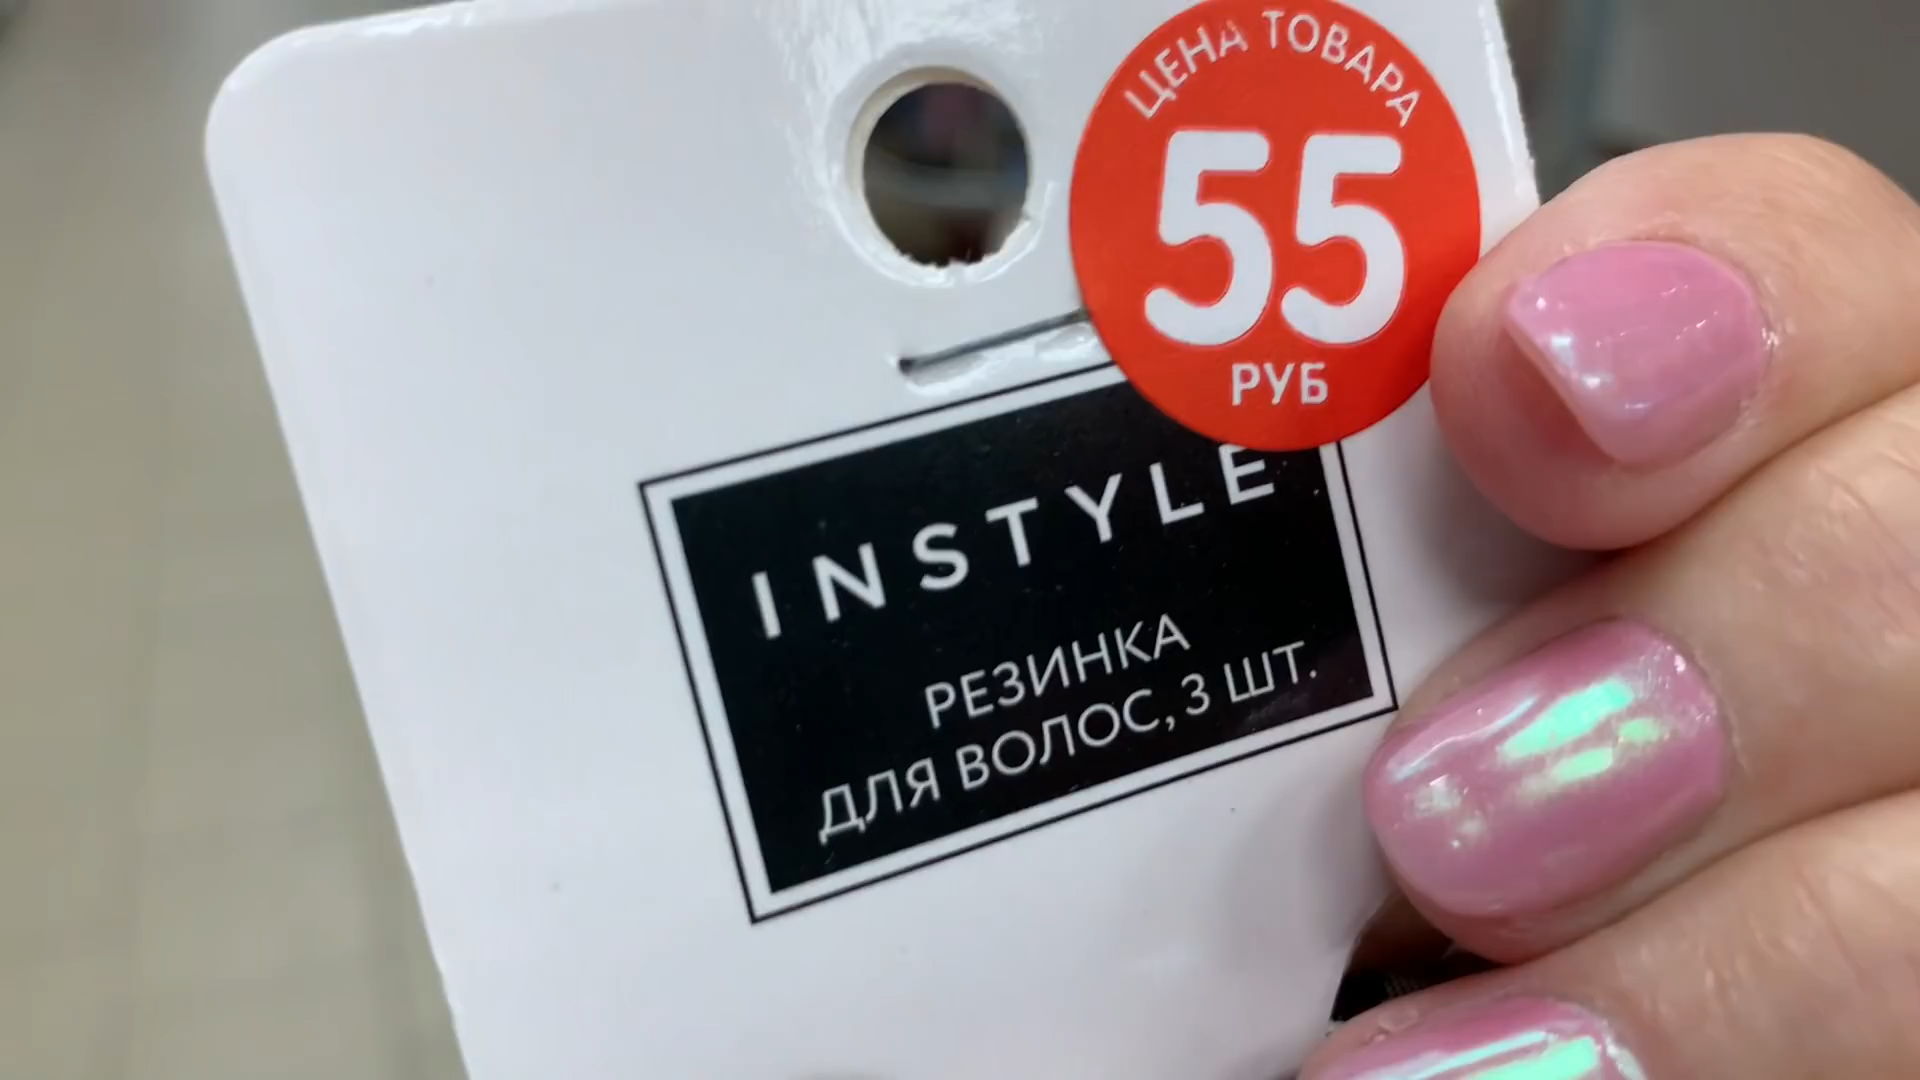 ЦЕНА ТОВАРА
55
РУБ
INSTYLE
РЕЗИНКА
ДЛЯ ВОЛОС, 3 ШТ.